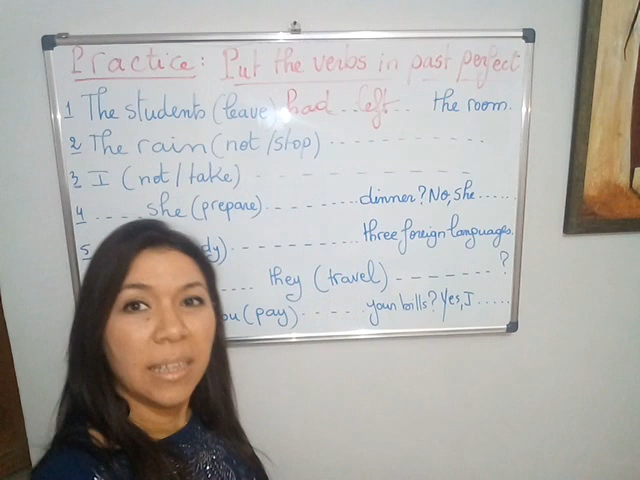 Practice: Put the verbs in past perfect
1 The students (leave) had left the room.
2 The rain (not/stop) ------------
3 I (not/take) ------------
4 ..... she (prepare) ---------- dinner? No, she ......
5 dy) ---------- three foreign languages.
.... they (travel) ------- ?
ou (pay) ------- your bills? Yes, I ......